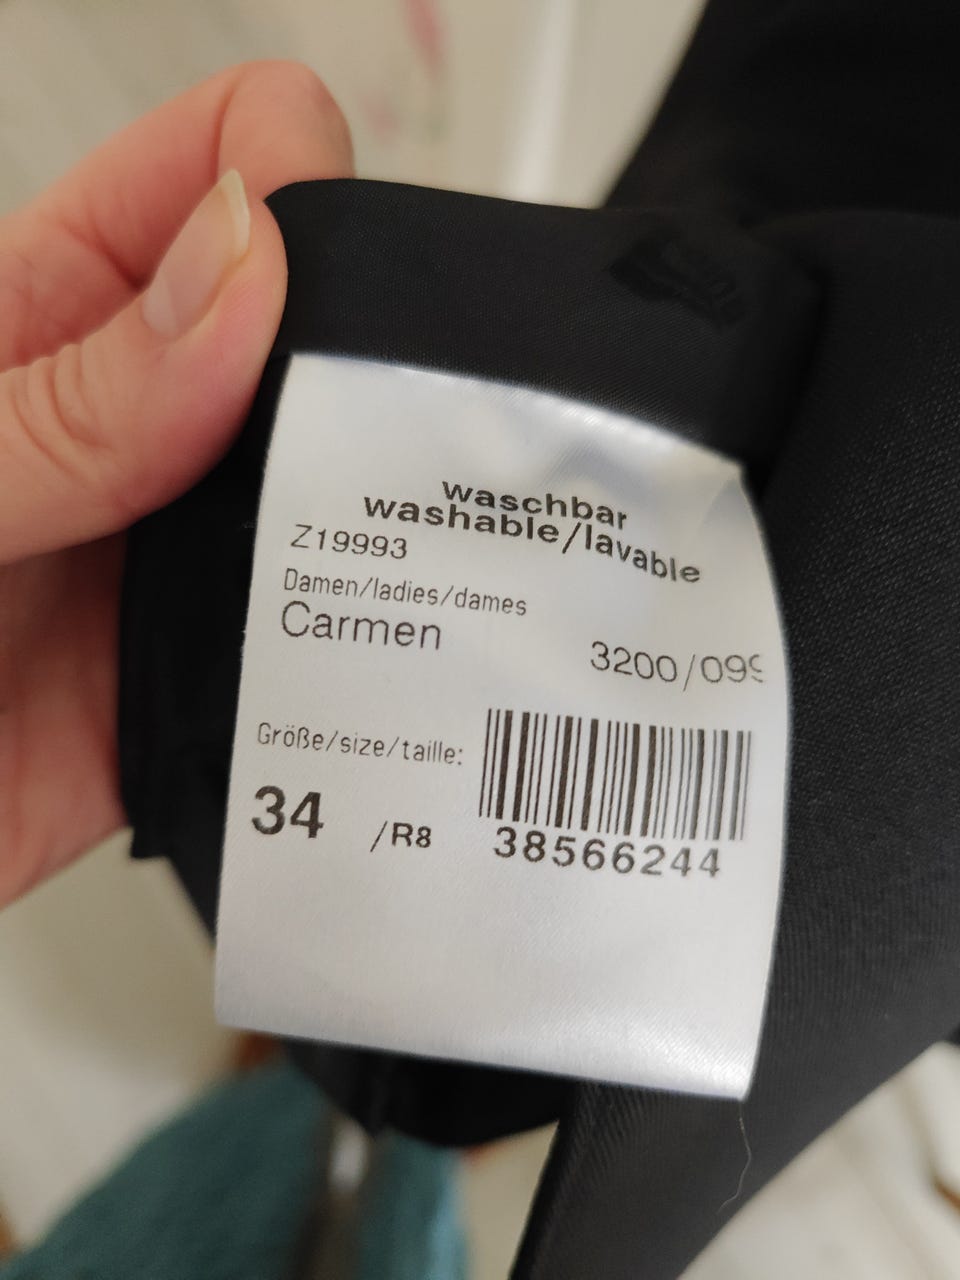 waschbar
washable/lavable
Z19993
Damen/ladies/dames
Carmen
3200/099
Größe/size/taille:
34 /R8
38566244